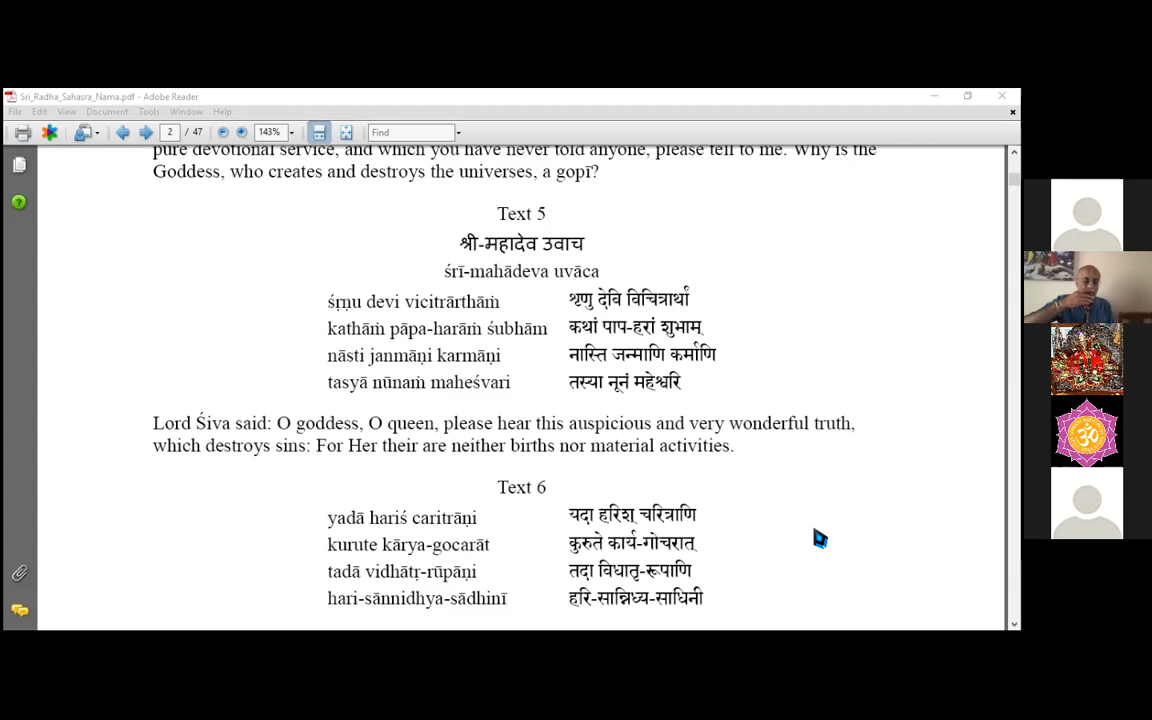 Sri_Radha_Sahasra_Nama.pdf - Adobe Reader
File Edit View Document Tools Window Help
2 / 47 143% Find
pure devotional service, and which you have never told anyone, please tell to me. Why is the
Goddess, who creates and destroys the universes, a gopī?
Text 5
श्री-महादेव उवाच
śrī-mahādeva uvāca
śṛṇu devi vicitrārthāṁ शृणु देवि विचित्रार्थां
kathāṁ pāpa-harāṁ śubhām कथां पाप-हरां शुभाम्
nāsti janmāṇi karmāṇi नास्ति जन्माणि कर्माणि
tasyā nūnaṁ maheśvari तस्या नूनं महेश्वरि
Lord Śiva said: O goddess, O queen, please hear this auspicious and very wonderful truth,
which destroys sins: For Her their are neither births nor material activities.
Text 6
yadā hariś caritrāṇi यदा हरिश् चरित्राणि
kurute kārya-gocarāt कुरुते कार्य-गोचरात्
tadā vidhātṛ-rūpāṇi तदा विधातृ-रूपाणि
hari-sānnidhya-sādhinī हरि-सान्निध्य-साधिनी
ॐ